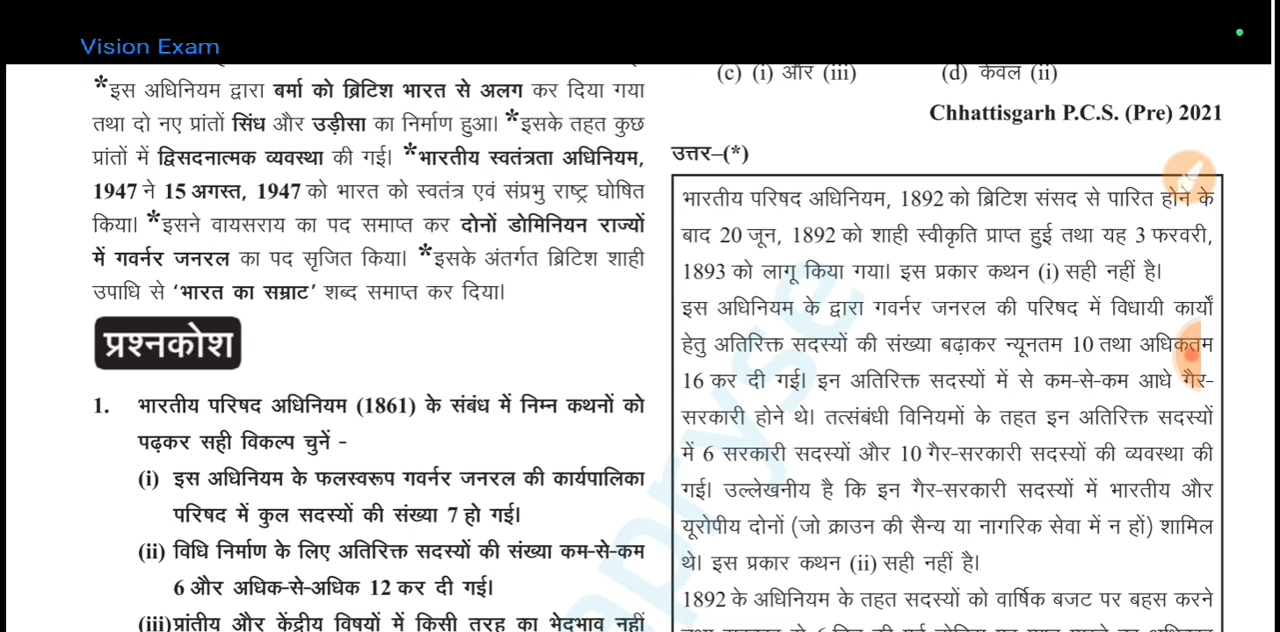 Vision Exam
*इस अधिनियम द्वारा बर्मा को ब्रिटिश भारत से अलग कर दिया गया
तथा दो नए प्रांतों सिंध और उड़ीसा का निर्माण हुआ। *इसके तहत कुछ
प्रांतों में द्विसदनात्मक व्यवस्था की गई। *भारतीय स्वतंत्रता अधिनियम,
1947 ने 15 अगस्त, 1947 को भारत को स्वतंत्र एवं संप्रभु राष्ट्र घोषित
किया। *इसने वायसराय का पद समाप्त कर दोनों डोमिनियन राज्यों
में गवर्नर जनरल का पद सृजित किया। *इसके अंतर्गत ब्रिटिश शाही
उपाधि से ‘भारत का सम्राट’ शब्द समाप्त कर दिया।
प्रश्नकोश
1. भारतीय परिषद अधिनियम (1861) के संबंध में निम्न कथनों को
पढ़कर सही विकल्प चुनें -
(i) इस अधिनियम के फलस्वरूप गवर्नर जनरल की कार्यपालिका
परिषद में कुल सदस्यों की संख्या 7 हो गई।
(ii) विधि निर्माण के लिए अतिरिक्त सदस्यों की संख्या कम-से-कम
6 और अधिक-से-अधिक 12 कर दी गई।
(iii) प्रांतीय और केंद्रीय विषयों में किसी तरह का भेदभाव नहीं
(c) (i) और (iii) (d) केवल (ii)
Chhattisgarh P.C.S. (Pre) 2021
उत्तर–(*)
भारतीय परिषद अधिनियम, 1892 को ब्रिटिश संसद से पारित होने के
बाद 20 जून, 1892 को शाही स्वीकृति प्राप्त हुई तथा यह 3 फरवरी,
1893 को लागू किया गया। इस प्रकार कथन (i) सही नहीं है।
इस अधिनियम के द्वारा गवर्नर जनरल की परिषद में विधायी कार्यों
हेतु अतिरिक्त सदस्यों की संख्या बढ़ाकर न्यूनतम 10 तथा अधिकतम
16 कर दी गई। इन अतिरिक्त सदस्यों में से कम-से-कम आधे गैर-
सरकारी होने थे। तत्संबंधी विनियमों के तहत इन अतिरिक्त सदस्यों
में 6 सरकारी सदस्यों और 10 गैर-सरकारी सदस्यों की व्यवस्था की
गई। उल्लेखनीय है कि इन गैर-सरकारी सदस्यों में भारतीय और
यूरोपीय दोनों (जो क्राउन की सैन्य या नागरिक सेवा में न हों) शामिल
थे। इस प्रकार कथन (ii) सही नहीं है।
1892 के अधिनियम के तहत सदस्यों को वार्षिक बजट पर बहस करने